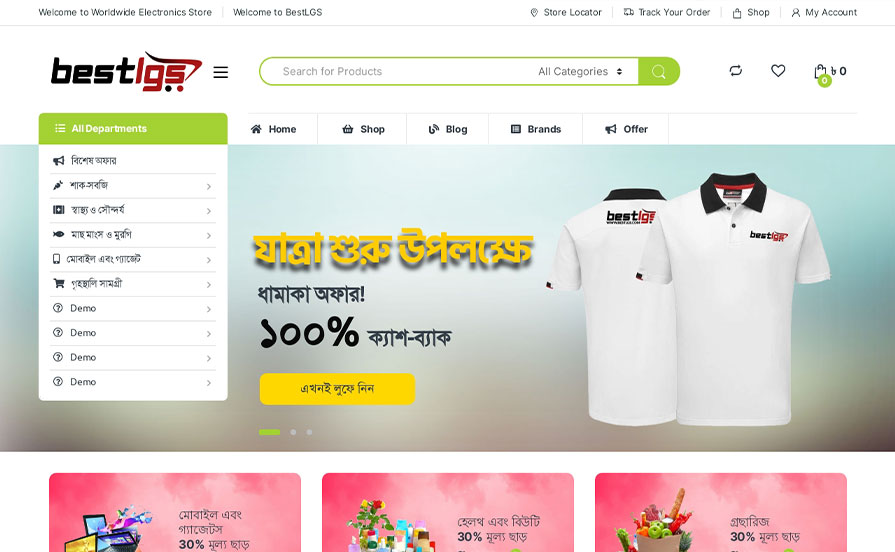 Welcome to Worldwide Electronics Store
Welcome to BestLGS
Store Locator
Track Your Order
Shop
My Account
bestlgs
Search for Products
All Categories
৳ 0
0
All Departments
Home
Shop
Blog
Brands
Offer
বিশেষ অফার
শাক-সবজি
স্বাস্থ্য ও সৌন্দর্য
মাছ মাংস ও মুরগি
মোবাইল এবং গ্যাজেট
গৃহস্থালি সামগ্রী
Demo
Demo
Demo
Demo
যাত্রা শুরু উপলক্ষে
ধামাকা অফার!
১০০% ক্যাশ-ব্যাক
এখনই লুফে নিন
bestlgs
bestlgs
মোবাইল এবং
গ্যাজেটস
30% মূল্য ছাড়
হেলথ এবং বিউটি
30% মূল্য ছাড়
গ্রছারিজ
30% মূল্য ছাড়